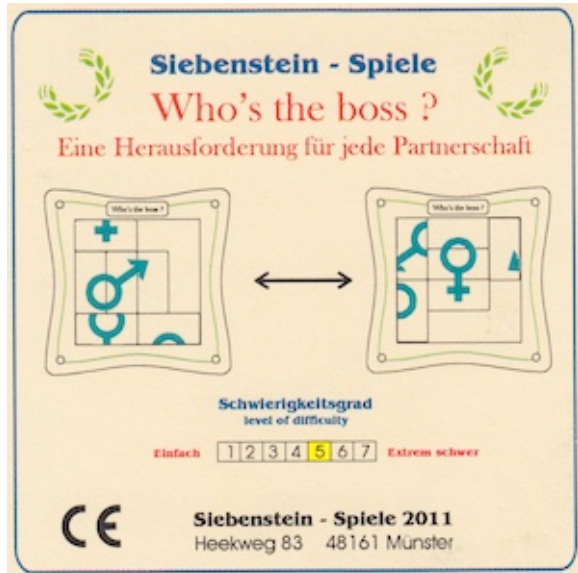 Siebenstein - Spiele
Who's the boss ?
Eine Herausforderung für jede Partnerschaft
Who's the boss ?
Who's the boss ?
Schwierigkeitsgrad
level of difficulty
Einfach 1 2 3 4 5 6 7 Extrem schwer
CE
Siebenstein - Spiele 2011
Heekweg 83 48161 Münster